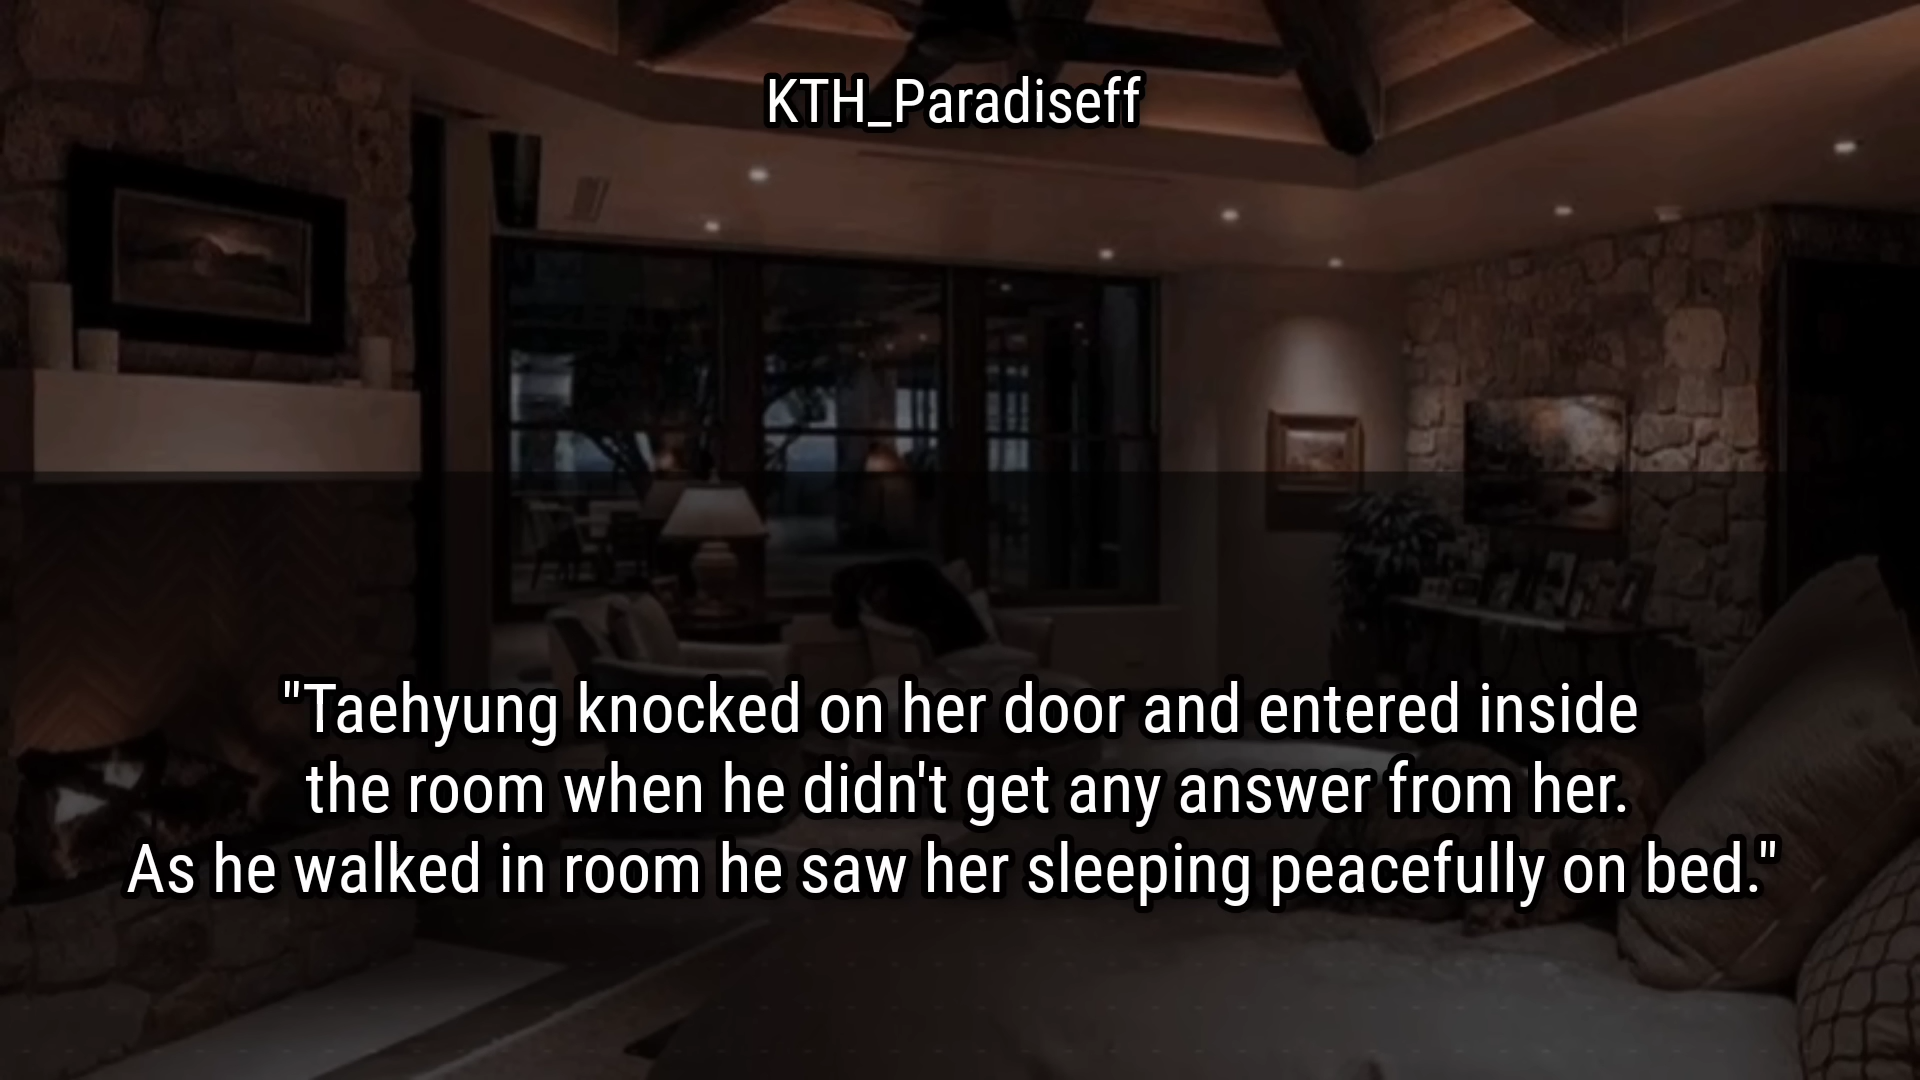 KTH_Paradiseff
"Taehyung knocked on her door and entered inside
the room when he didn't get any answer from her.
As he walked in room he saw her sleeping peacefully on bed."